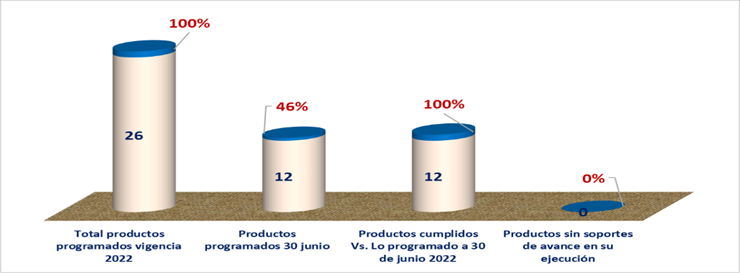 100%
46%
100%
0%
26
12
12
0
Total productos
programados vigencia
2022
Productos
programados 30 junio
Productos cumplidos
Vs. Lo programado a 30
de junio 2022
Productos sin soportes
de avance en su
ejecución